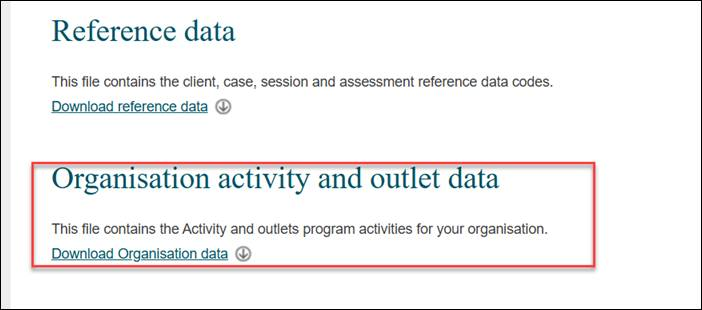 Reference data
This file contains the client, case, session and assessment reference data codes.
Download reference data
Organisation activity and outlet data
This file contains the Activity and outlets program activities for your organisation.
Download Organisation data